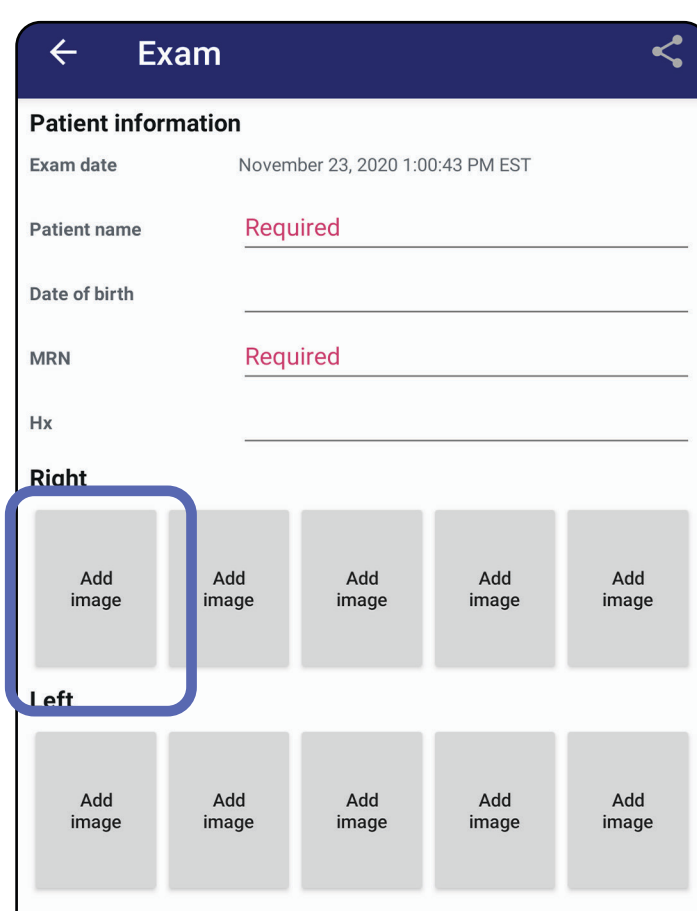 Exam
Patient information
Exam date November 23, 2020 1:00:43 PM EST
Patient name Required
Date of birth
MRN Required
Hx
Right
Add image Add image Add image Add image Add image
Left
Add image Add image Add image Add image Add image